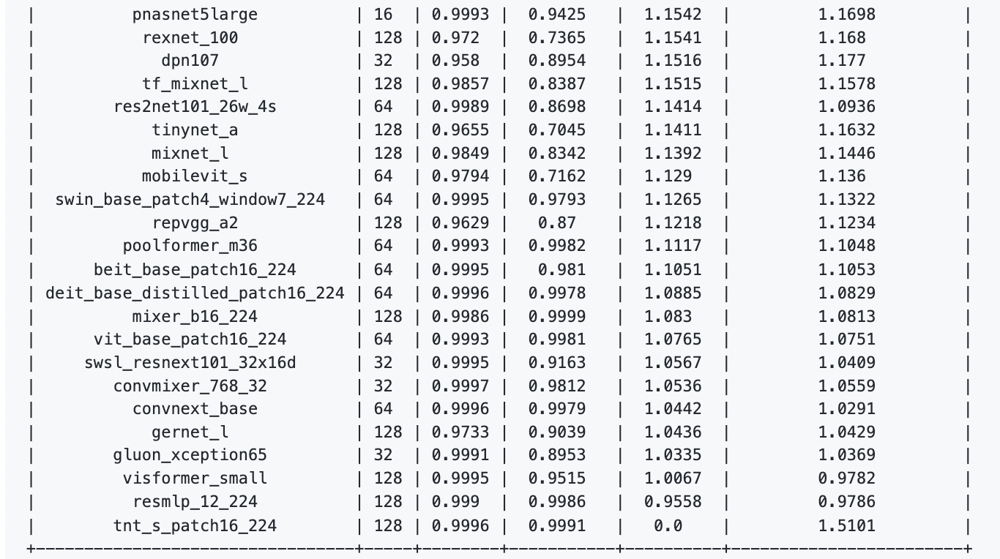 | pnasnet5large | 16 | 0.9993 | 0.9425 | 1.1542 | 1.1698 |
| rexnet_100 | 128 | 0.972 | 0.7365 | 1.1541 | 1.168 |
| dpn107 | 32 | 0.958 | 0.8954 | 1.1516 | 1.177 |
| tf_mixnet_l | 128 | 0.9857 | 0.8387 | 1.1515 | 1.1578 |
| res2net101_26w_4s | 64 | 0.9989 | 0.8698 | 1.1414 | 1.0936 |
| tinynet_a | 128 | 0.9655 | 0.7045 | 1.1411 | 1.1632 |
| mixnet_l | 128 | 0.9849 | 0.8342 | 1.1392 | 1.1446 |
| mobilevit_s | 64 | 0.9794 | 0.7162 | 1.129 | 1.136 |
| swin_base_patch4_window7_224 | 64 | 0.9995 | 0.9793 | 1.1265 | 1.1322 |
| repvgg_a2 | 128 | 0.9629 | 0.87 | 1.1218 | 1.1234 |
| poolformer_m36 | 64 | 0.9993 | 0.9982 | 1.1117 | 1.1048 |
| beit_base_patch16_224 | 64 | 0.9995 | 0.981 | 1.1051 | 1.1053 |
| deit_base_distilled_patch16_224 | 64 | 0.9996 | 0.9978 | 1.0885 | 1.0829 |
| mixer_b16_224 | 128 | 0.9986 | 0.9999 | 1.083 | 1.0813 |
| vit_base_patch16_224 | 64 | 0.9993 | 0.9981 | 1.0765 | 1.0751 |
| swsl_resnext101_32x16d | 32 | 0.9995 | 0.9163 | 1.0567 | 1.0409 |
| convmixer_768_32 | 32 | 0.9997 | 0.9812 | 1.0536 | 1.0559 |
| convnext_base | 64 | 0.9996 | 0.9979 | 1.0442 | 1.0291 |
| gernet_l | 128 | 0.9733 | 0.9039 | 1.0436 | 1.0429 |
| gluon_xception65 | 32 | 0.9991 | 0.8953 | 1.0335 | 1.0369 |
| visformer_small | 128 | 0.9995 | 0.9515 | 1.0067 | 0.9782 |
| resmlp_12_224 | 128 | 0.999 | 0.9986 | 0.9558 | 0.9786 |
| tnt_s_patch16_224 | 128 | 0.9996 | 0.9991 | 0.0 | 1.5101 |
+---------------------------------+------+--------+-----------+----------+------------------------+